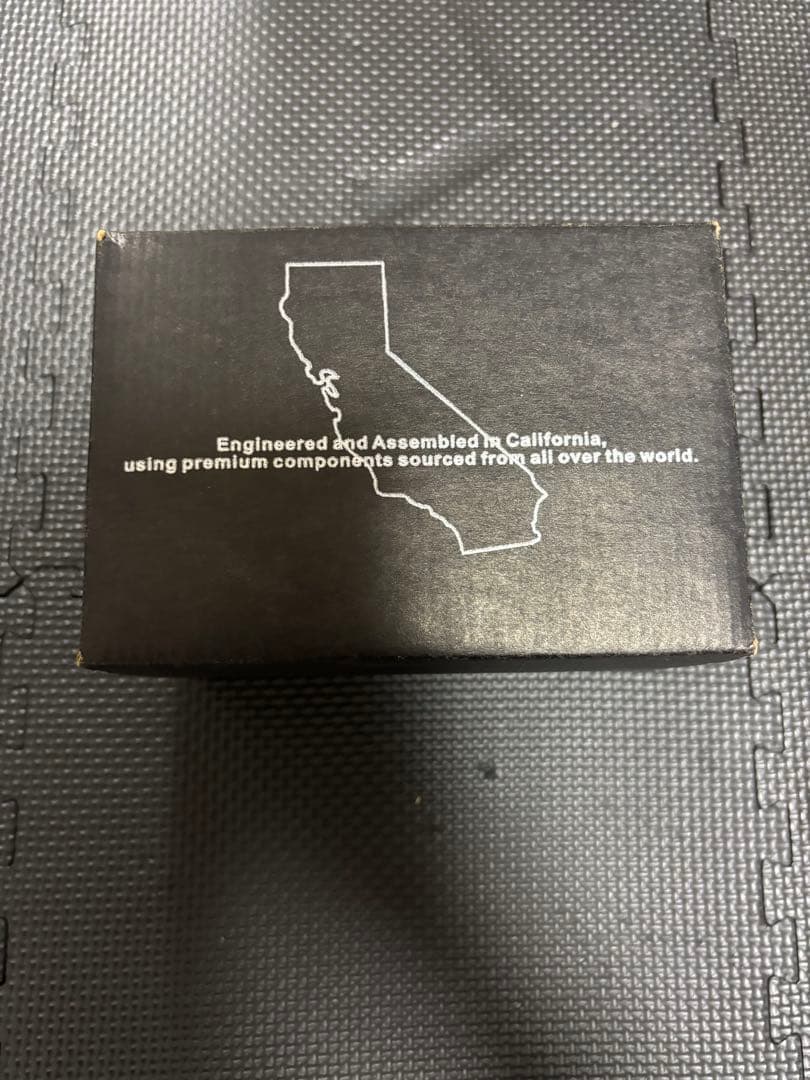 Engineered and Assembled in California,
using premium components sourced from all over the world.